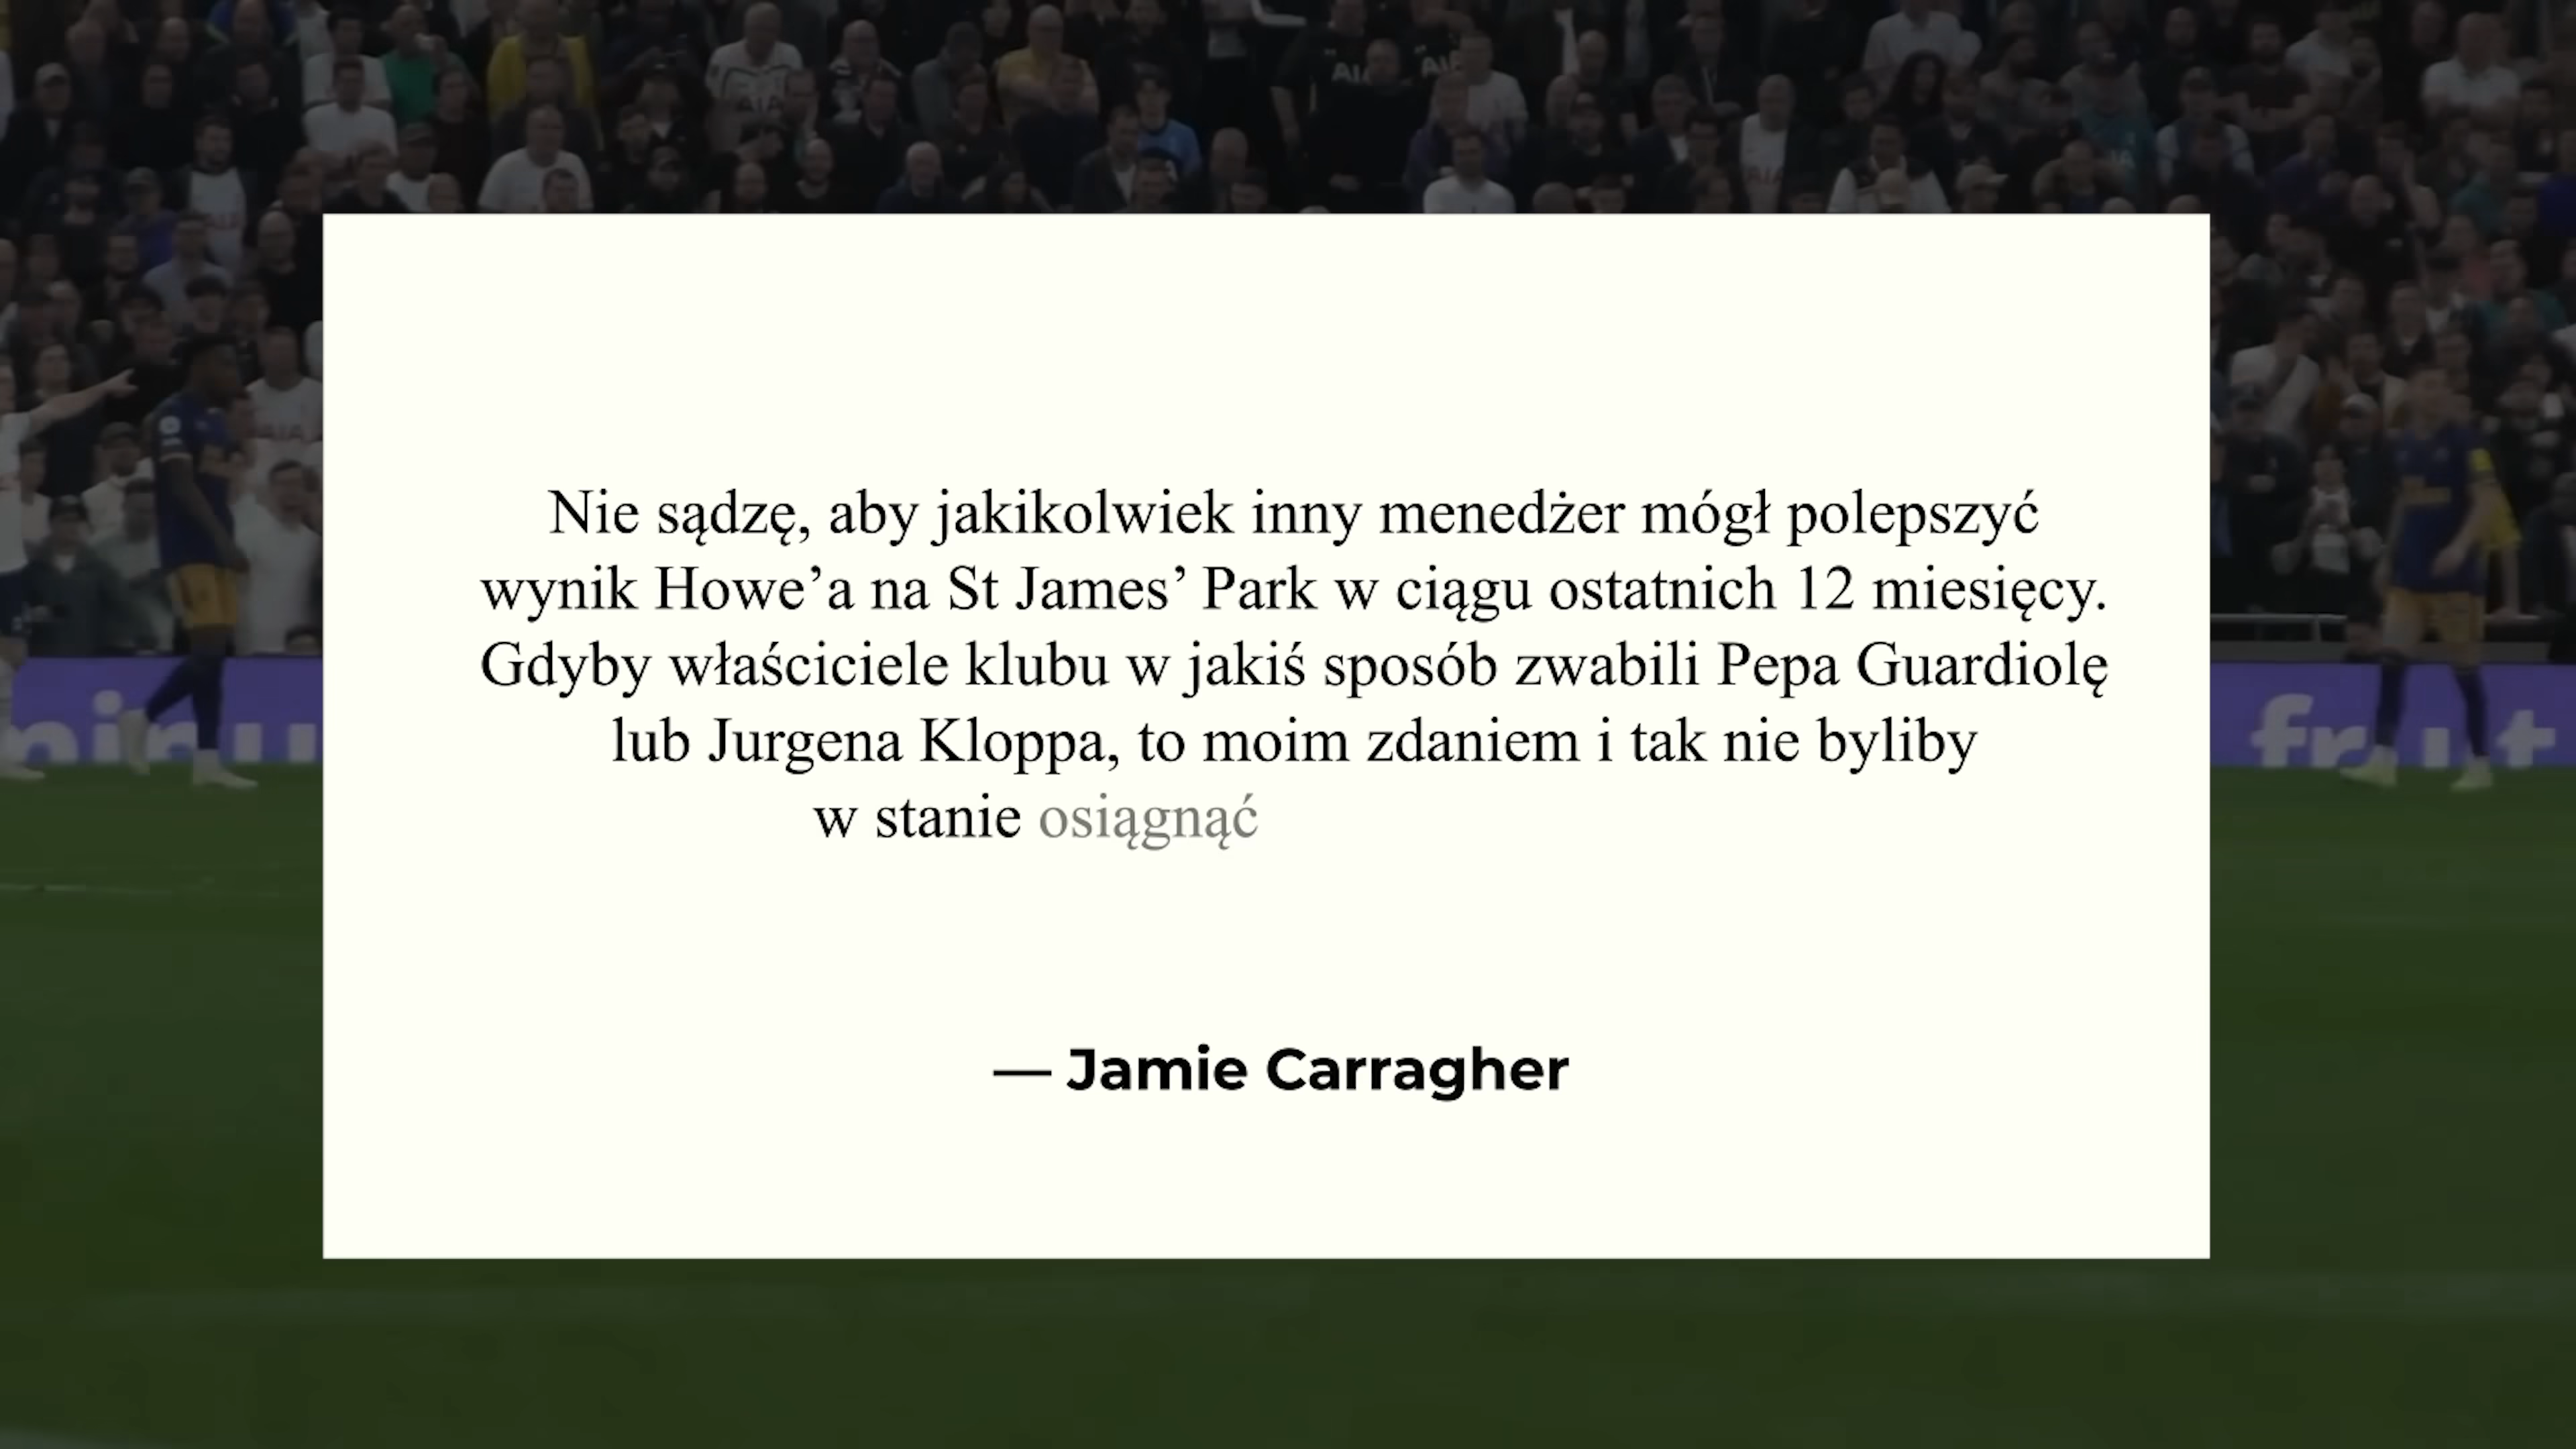 Nie sądzę, aby jakikolwiek inny menedżer mógł polepszyć
wynik Howe’a na St James’ Park w ciągu ostatnich 12 miesięcy.
Gdyby właściciele klubu w jakiś sposób zwabili Pepa Guardiolę
lub Jurgena Kloppa, to moim zdaniem i tak nie byliby
w stanie osiągnąć
— Jamie Carragher